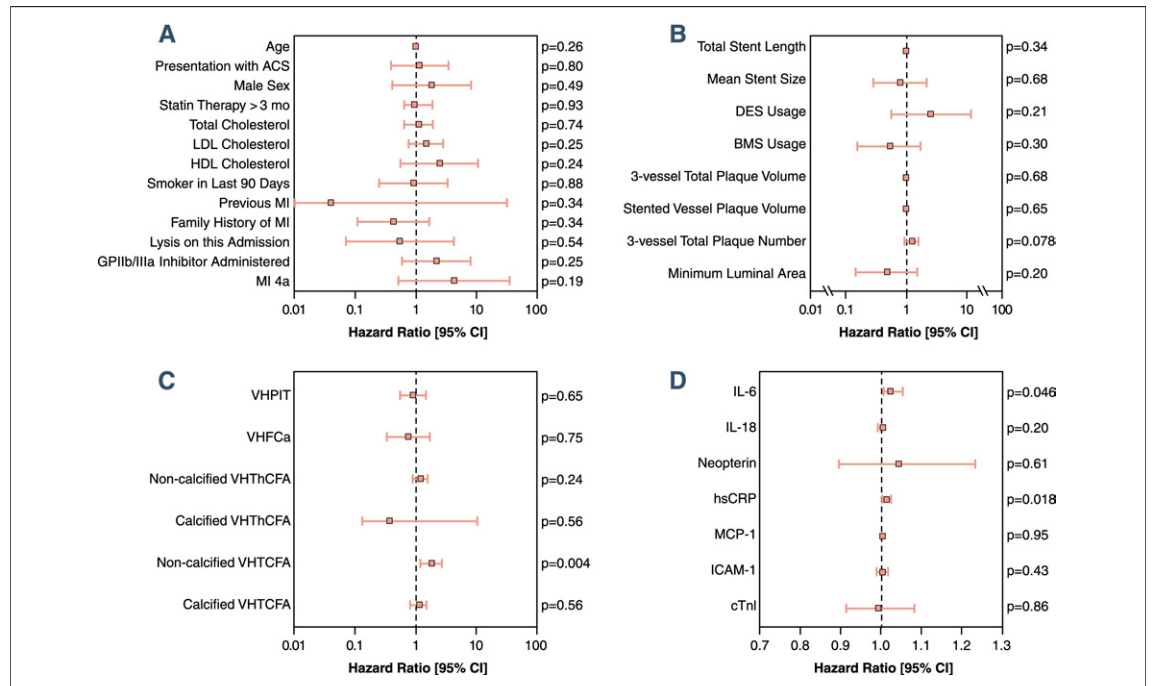 A
Age p=0.26
Presentation with ACS p=0.80
Male Sex p=0.49
Statin Therapy >3 mo p=0.93
Total Cholesterol p=0.74
LDL Cholesterol p=0.25
HDL Cholesterol p=0.24
Smoker in Last 90 Days p=0.88
Previous MI p=0.34
Family History of MI p=0.34
Lysis on this Admission p=0.54
GPIIb/IIIa Inhibitor Administered p=0.25
MI 4a p=0.19
0.01 0.1 1 10 100
Hazard Ratio [95% CI]
B
Total Stent Length p=0.34
Mean Stent Size p=0.68
DES Usage p=0.21
BMS Usage p=0.30
3-vessel Total Plaque Volume p=0.68
Stented Vessel Plaque Volume p=0.65
3-vessel Total Plaque Number p=0.078
Minimum Luminal Area p=0.20
0.01 0.1 1 10 100
Hazard Ratio [95% CI]
C
VHPIT p=0.65
VHFCa p=0.75
Non-calcified VHThCFA p=0.24
Calcified VHThCFA p=0.56
Non-calcified VHTCFA p=0.004
Calcified VHTCFA p=0.56
0.01 0.1 1 10 100
Hazard Ratio [95% CI]
D
IL-6 p=0.046
IL-18 p=0.20
Neopterin p=0.61
hsCRP p=0.018
MCP-1 p=0.95
ICAM-1 p=0.43
cTnI p=0.86
0.7 0.8 0.9 1.0 1.1 1.2 1.3
Hazard Ratio [95% CI]